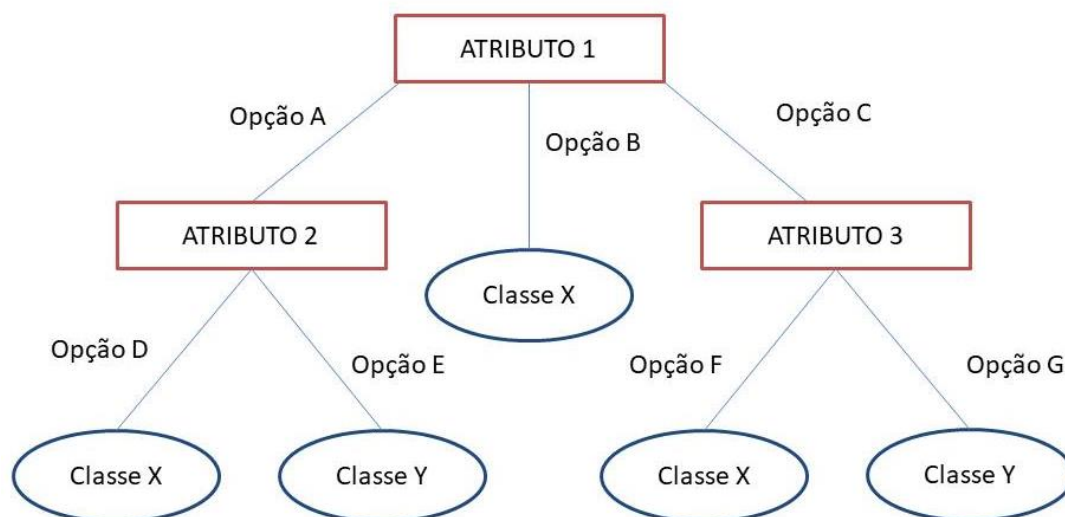 ATRIBUTO 1
Opção A
Opção B
Opção C
ATRIBUTO 2
ATRIBUTO 3
Classe X
Opção D
Opção E
Opção F
Opção G
Classe X
Classe Y
Classe X
Classe Y